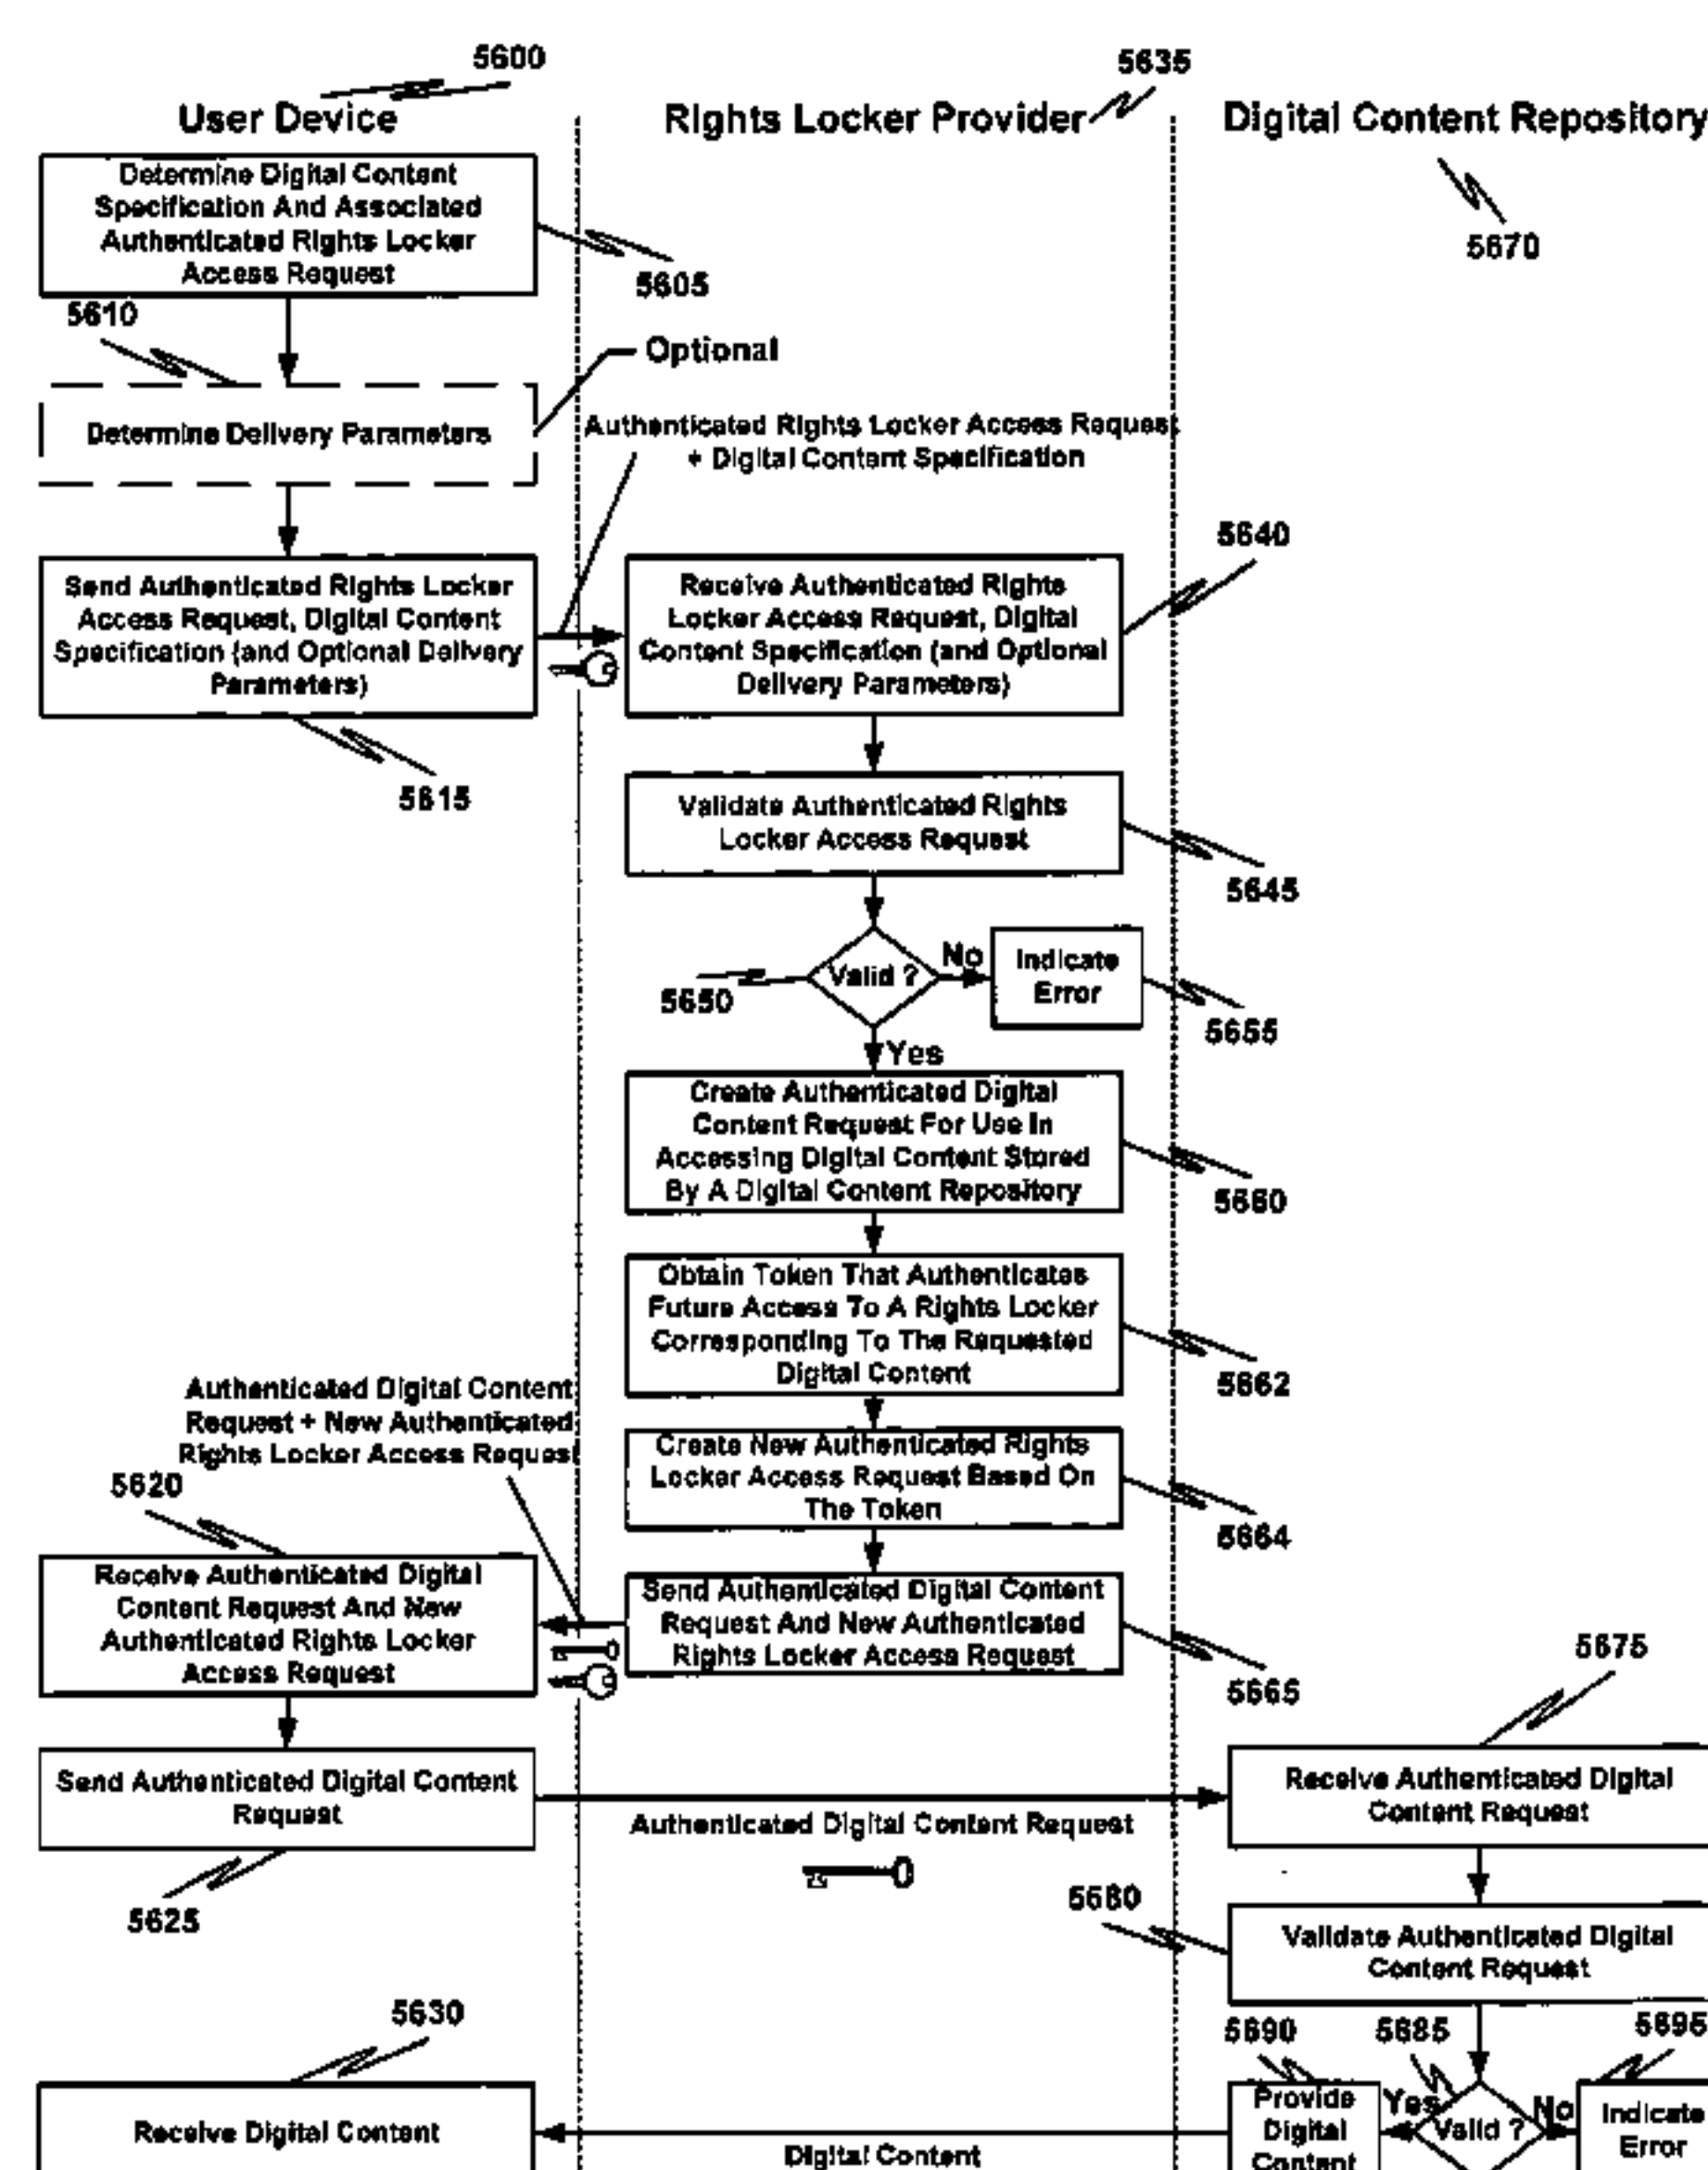 5600
5635
User Device
Rights Locker Provider
Digital Content Repository
5670
Determine Digital Content
Specification And Associated
Authenticated Rights Locker
Access Request
5605
5610
Optional
Determine Delivery Parameters
Authenticated Rights Locker Access Request
+ Digital Content Specification
5640
Send Authenticated Rights Locker
Access Request, Digital Content
Specification (and Optional Delivery
Parameters)
Receive Authenticated Rights
Locker Access Request, Digital
Content Specification (and Optional
Delivery Parameters)
5615
Validate Authenticated Rights
Locker Access Request
5645
Valid ?
No
Indicate
Error
5650
5655
Yes
Create Authenticated Digital
Content Request For Use In
Accessing Digital Content Stored
By A Digital Content Repository
5660
Obtain Token That Authenticates
Future Access To A Rights Locker
Corresponding To The Requested
Digital Content
5662
Authenticated Digital Content
Request + New Authenticated
Rights Locker Access Request
Create New Authenticated Rights
Locker Access Request Based On
The Token
5664
5620
Receive Authenticated Digital
Content Request And New
Authenticated Rights Locker
Access Request
Send Authenticated Digital Content
Request And New Authenticated
Rights Locker Access Request
5665
5675
Send Authenticated Digital Content
Request
Authenticated Digital Content Request
Receive Authenticated Digital
Content Request
5625
5680
Validate Authenticated Digital
Content Request
5630
5690
5685
5695
Receive Digital Content
Digital Content
Provide
Digital
Content
Yes
Valid ?
No
Indicate
Error